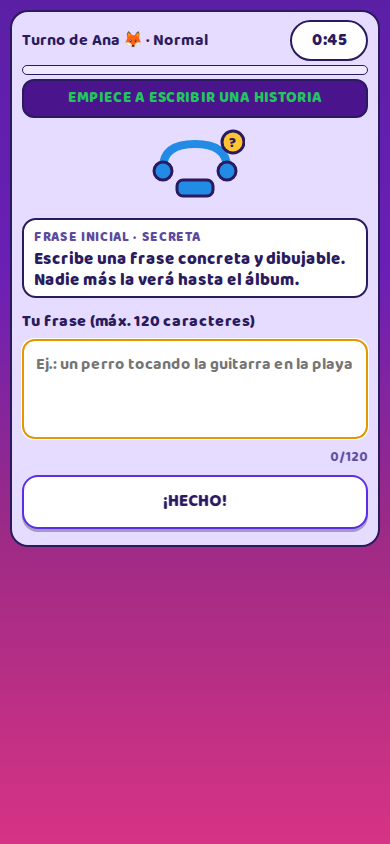 Turno de Ana 🦊 · Normal
0:45
EMPIECE A ESCRIBIR UNA HISTORIA
?
FRASE INICIAL · SECRETA
Escribe una frase concreta y dibujable.
Nadie más la verá hasta el álbum.
Tu frase (máx. 120 caracteres)
Ej.: un perro tocando la guitarra en la playa
0/120
¡HECHO!